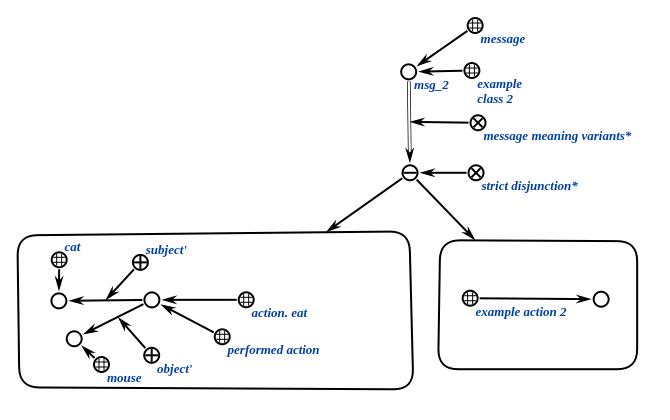 message
example
class 2
msg_2
message meaning variants*
strict disjunction*
cat
subject'
action. eat
performed action
object'
mouse
example action 2